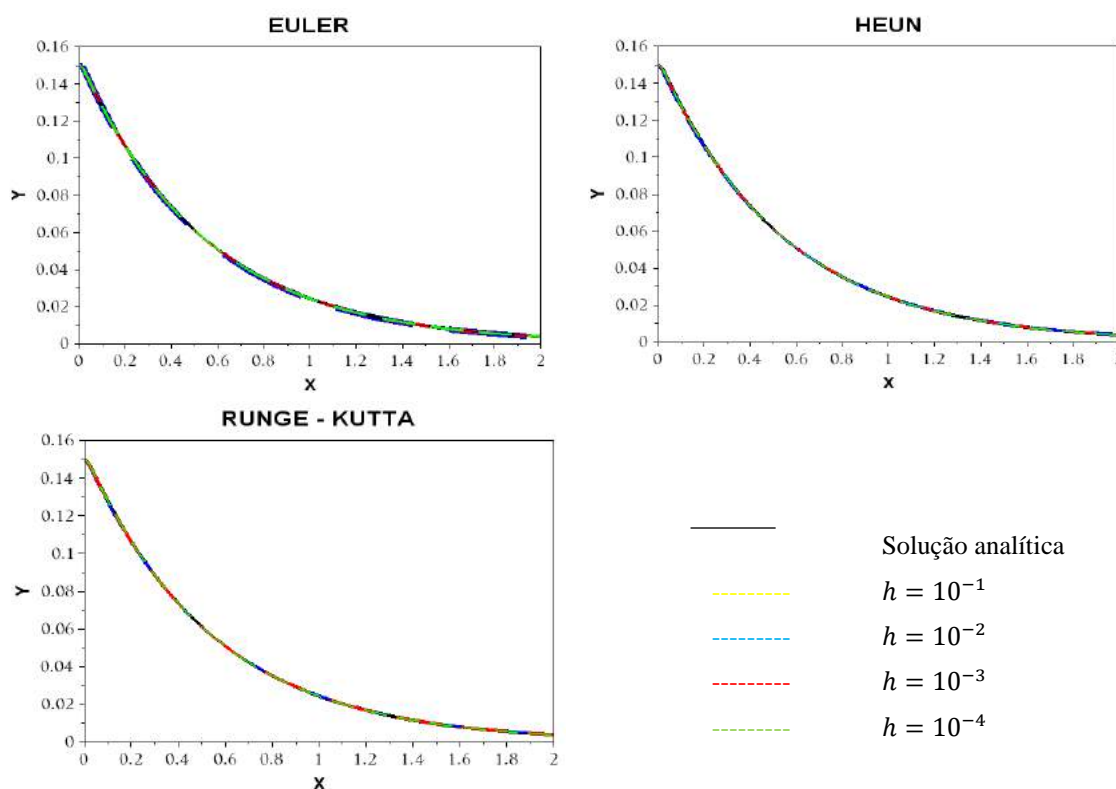 EULER
0.16
0.14
0.12
0.1
0.08
0.06
0.04
0.02
0
Y
0 0.2 0.4 0.6 0.8 1 1.2 1.4 1.6 1.8 2
X
HEUN
0.16
0.14
0.12
0.1
0.08
0.06
0.04
0.02
0
Y
0 0.2 0.4 0.6 0.8 1 1.2 1.4 1.6 1.8
X
RUNGE - KUTTA
0.16
0.14
0.12
0.1
0.08
0.06
0.04
0.02
0
Y
0 0.2 0.4 0.6 0.8 1 1.2 1.4 1.6 1.8 2
X
Solução analítica
h = 10⁻¹
h = 10⁻²
h = 10⁻³
h = 10⁻⁴